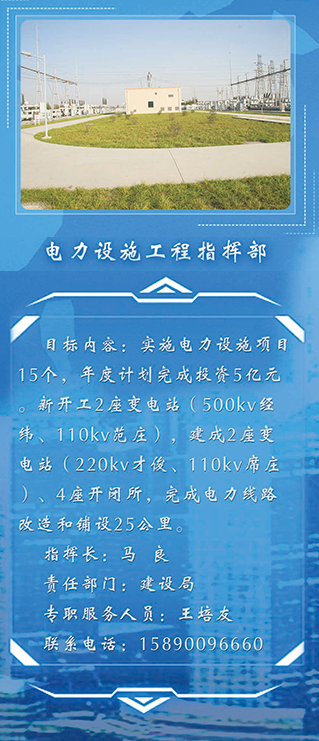 电力设施工程指挥部
目标内容：实施电力设施项目
15个，年度计划完成投资5亿元
。新开工2座变电站（500kv经
纬、110kv范庄），建成2座变
电站（220kv才俊、110kv席庄
）、4座开闭所，完成电力线路
改造和铺设25公里。
指挥长：马 良
责任部门：建设局
专职服务人员：王培友
联系电话：15890096660